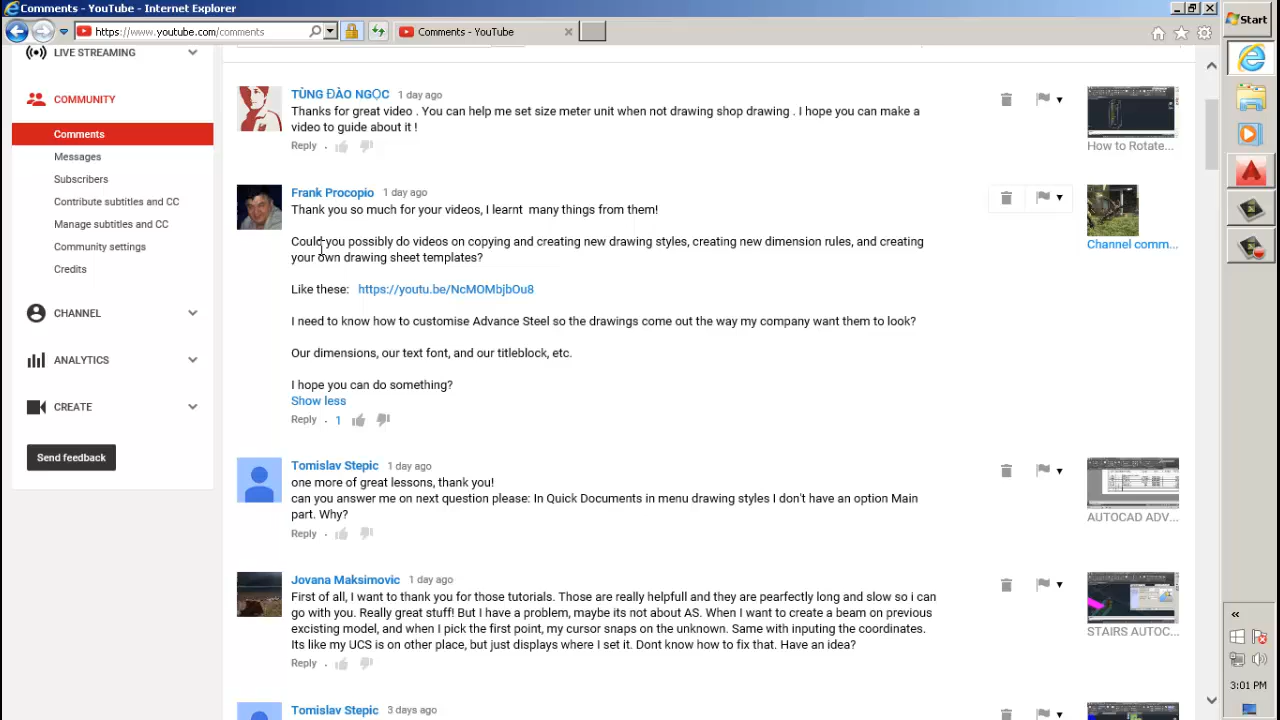 Comments - YouTube - Internet Explorer
https://www.youtube.com/comments
Comments - YouTube
Start
LIVE STREAMING
COMMUNITY
Comments
Messages
Subscribers
Contribute subtitles and CC
Manage subtitles and CC
Community settings
Credits
CHANNEL
ANALYTICS
CREATE
Send feedback
TÙNG ĐÀO NGỌC 1 day ago
Thanks for great video . You can help me set size meter unit when not drawing shop drawing . I hope you can make a
video to guide about it !
Reply
How to Rotate...
Frank Procopio 1 day ago
Thank you so much for your videos, I learnt many things from them!
Could you possibly do videos on copying and creating new drawing styles, creating new dimension rules, and creating
your own drawing sheet templates?
Like these: https://youtu.be/NcMOMbjbOu8
I need to know how to customise Advance Steel so the drawings come out the way my company want them to look?
Our dimensions, our text font, and our titleblock, etc.
I hope you can do something?
Show less
Reply 1
Channel comm...
Tomislav Stepic 1 day ago
one more of great lessons, thank you!
can you answer me on next question please: In Quick Documents in menu drawing styles I don't have an option Main
part. Why?
Reply
AUTOCAD ADV...
Jovana Maksimovic 1 day ago
First of all, I want to thank you for those tutorials. Those are really helpfull and they are pearfectly long and slow so i can
go with you. Really great stuff! But I have a problem, maybe its not about AS. When I want to create a beam on previous
excisting model, and when I pick the first point, my cursor snaps on the unknown. Same with inputing the coordinates.
Its like my UCS is on other place, but just displays where I set it. Dont know how to fix that. Have an idea?
Reply
STAIRS AUTOC...
Tomislav Stepic 3 days ago
3:01 PM